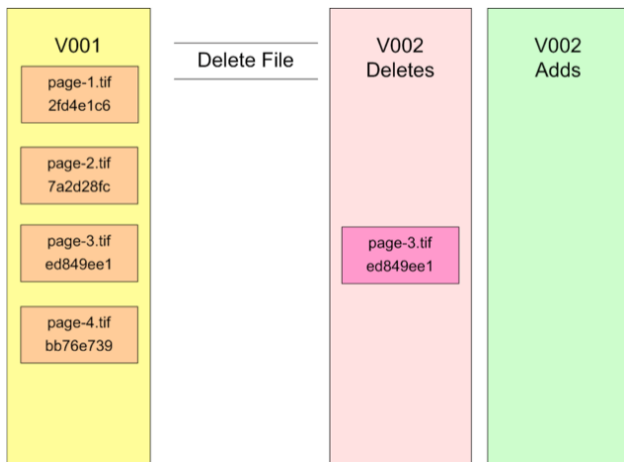 V001
page-1.tif
2fd4e1c6
page-2.tif
7a2d28fc
page-3.tif
ed849ee1
page-4.tif
bb76e739
Delete File
V002
Deletes
page-3.tif
ed849ee1
V002
Adds